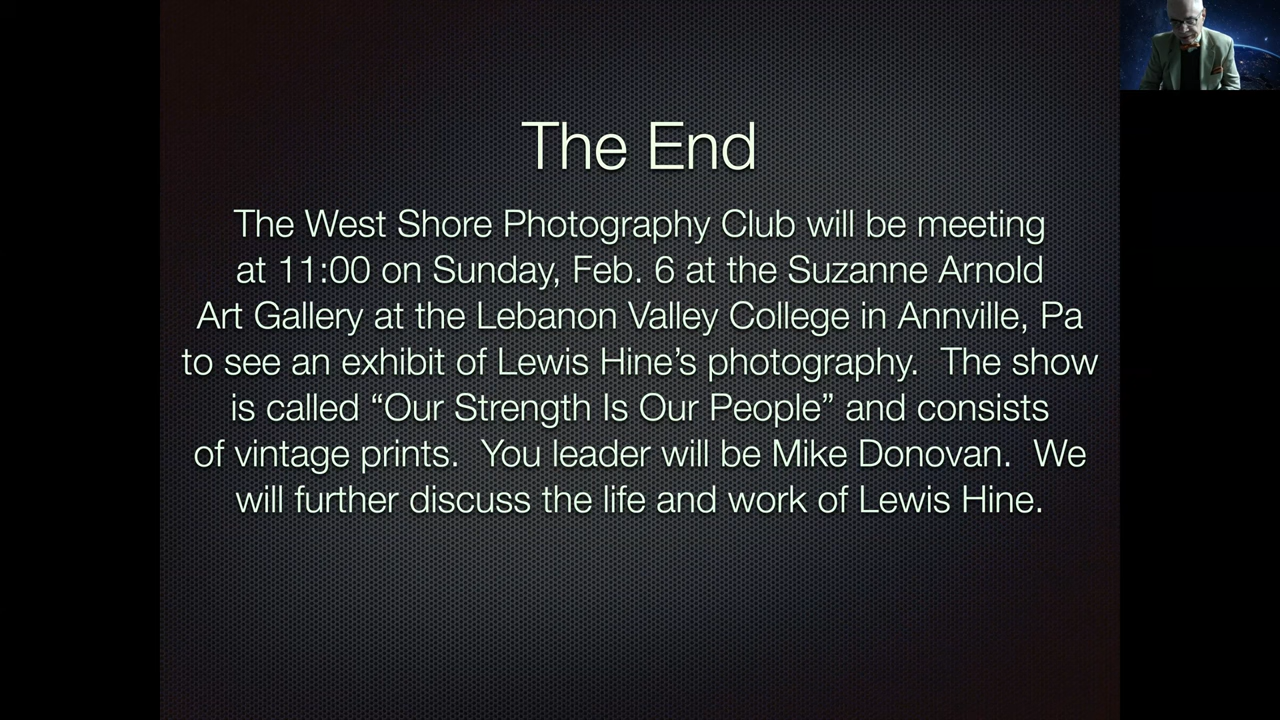 The End
The West Shore Photography Club will be meeting
at 11:00 on Sunday, Feb. 6 at the Suzanne Arnold
Art Gallery at the Lebanon Valley College in Annville, Pa
to see an exhibit of Lewis Hine’s photography.  The show
is called “Our Strength Is Our People” and consists
of vintage prints.  You leader will be Mike Donovan.  We
will further discuss the life and work of Lewis Hine.